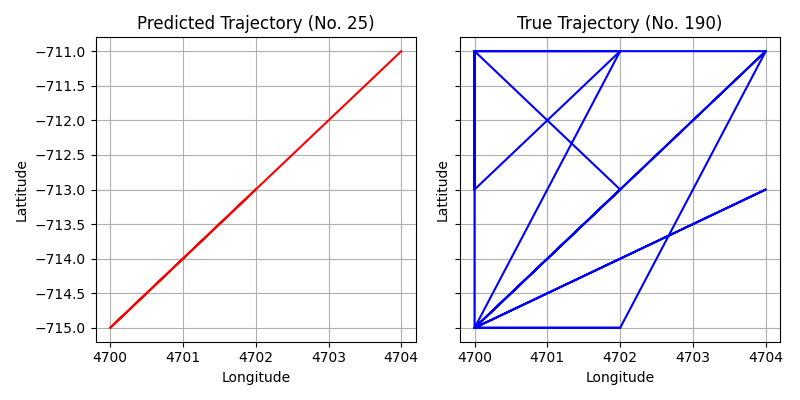 Predicted Trajectory (No. 25)
True Trajectory (No. 190)
Lattitude
−711.0
−711.5
−712.0
−712.5
−713.0
−713.5
−714.0
−714.5
−715.0
4700 4701 4702 4703 4704
Longitude
Lattitude
4700 4701 4702 4703 4704
Longitude